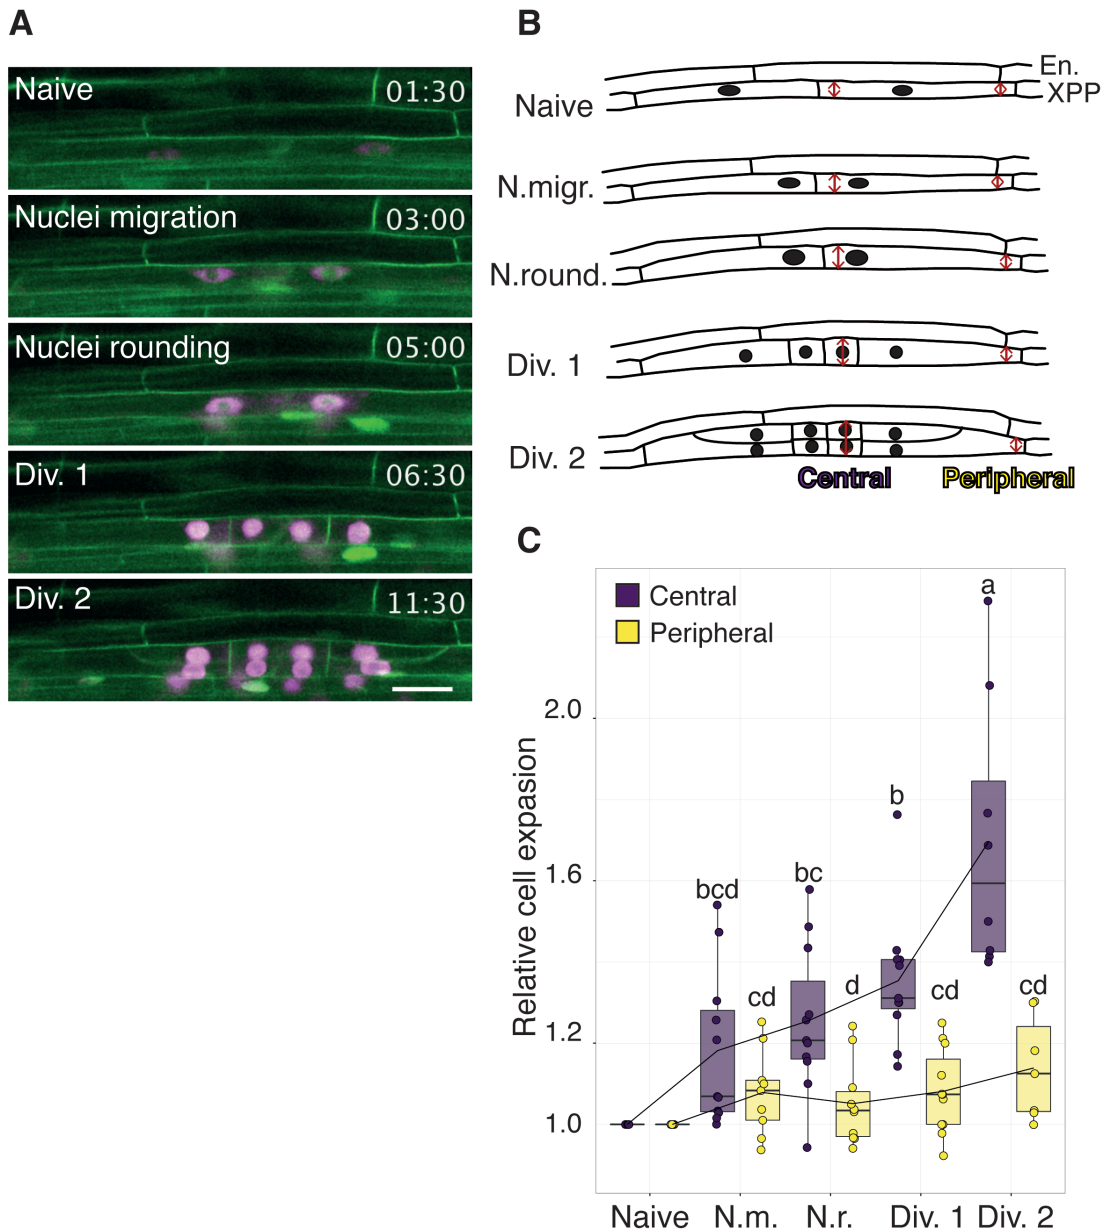 A
Naive
01:30
Nuclei migration
03:00
Nuclei rounding
05:00
Div. 1
06:30
Div. 2
11:30
B
En.
XPP
Naive
N.migr.
N.round.
Div. 1
Div. 2
Central
Peripheral
C
Central
Peripheral
a
b
bc
bcd
cd
d
cd
cd
Relative cell expasion
2.0
1.6
1.2
1.0
Naive
N.m.
N.r.
Div. 1
Div. 2